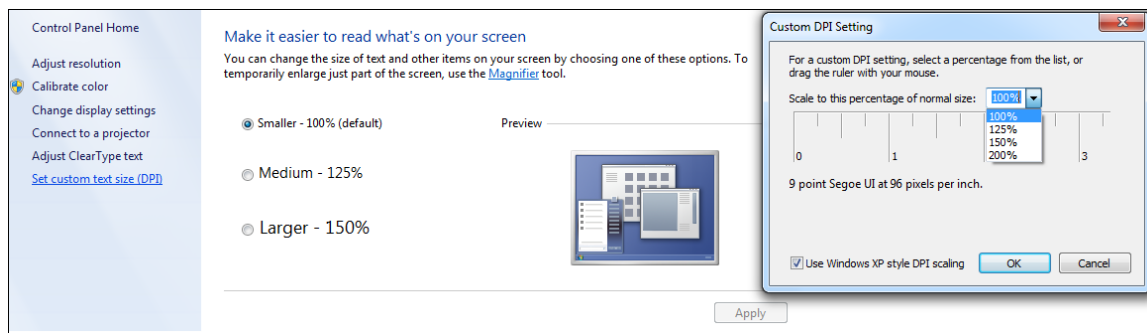 Control Panel Home
Adjust resolution
Calibrate color
Change display settings
Connect to a projector
Adjust ClearType text
Set custom text size (DPI)
Make it easier to read what's on your screen
You can change the size of text and other items on your screen by choosing one of these options. To
temporarily enlarge just part of the screen, use the Magnifier tool.
Smaller - 100% (default)
Preview
Medium - 125%
Larger - 150%
Apply
Custom DPI Setting
For a custom DPI setting, select a percentage from the list, or
drag the ruler with your mouse.
Scale to this percentage of normal size: 100%
100%
125%
150%
200%
0 1 3
9 point Segoe UI at 96 pixels per inch.
Use Windows XP style DPI scaling
OK Cancel